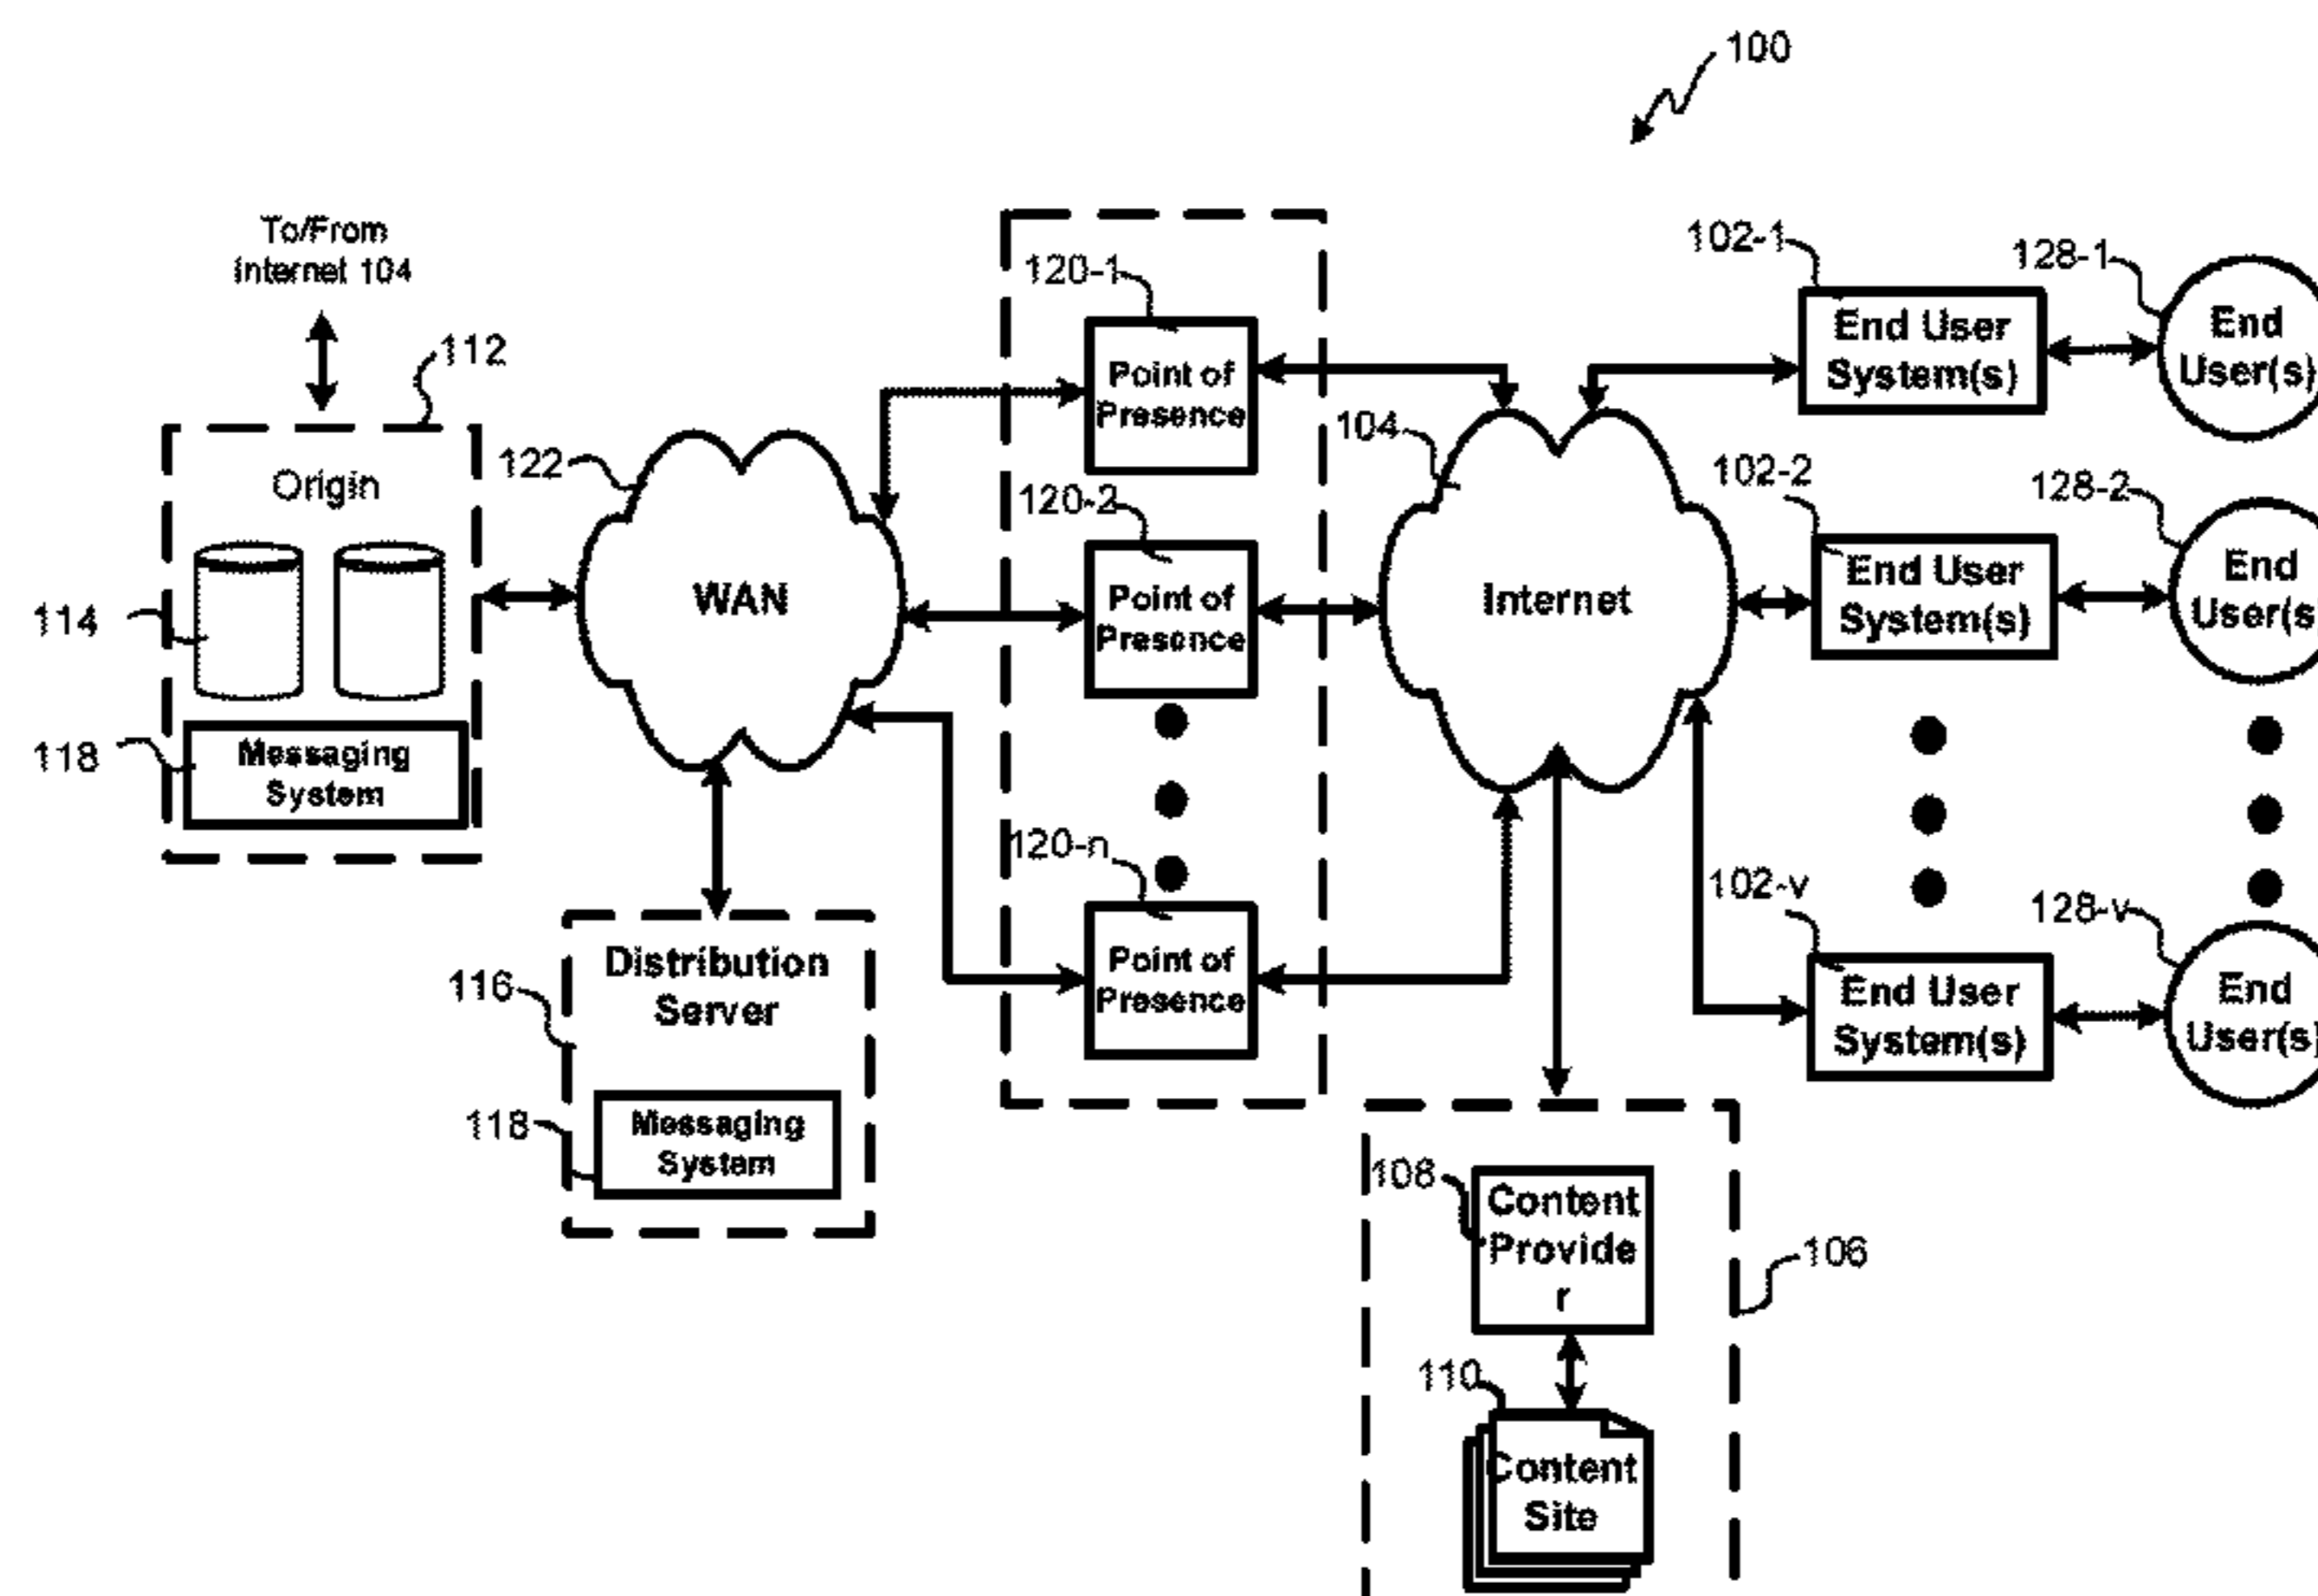 100
To/From
Internet 104
112
Origin
114
118
Messaging
System
122
WAN
116
Distribution
Server
118
Messaging
System
120-1
Point of
Presence
120-2
Point of
Presence
120-n
Point of
Presence
104
Internet
102-1
End User
System(s)
128-1
End
User(s)
102-2
End User
System(s)
128-2
End
User(s)
102-v
End User
System(s)
128-v
End
User(s)
106
108
Content
Provide
r
110
Content
Site